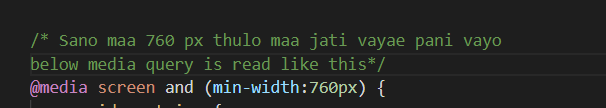 /* Sano maa 760 px thulo maa jati vayae pani vayo
below media query is read like this*/
@media screen and (min-width:760px) {